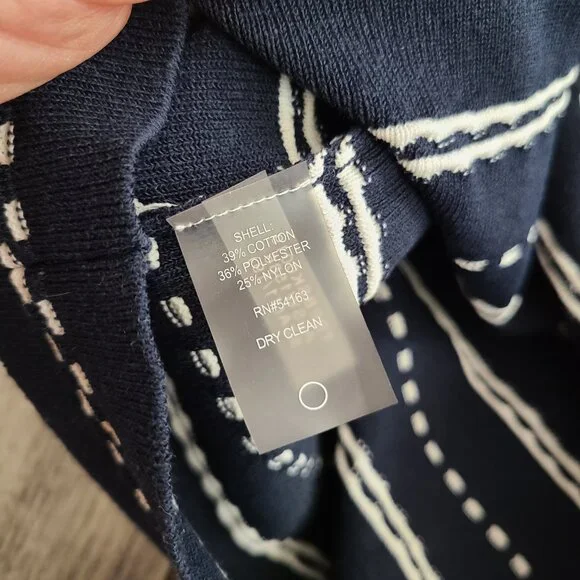 SHELL:
39% COTTON
36% POLYESTER
25% NYLON
RN#54163
DRY CLEAN